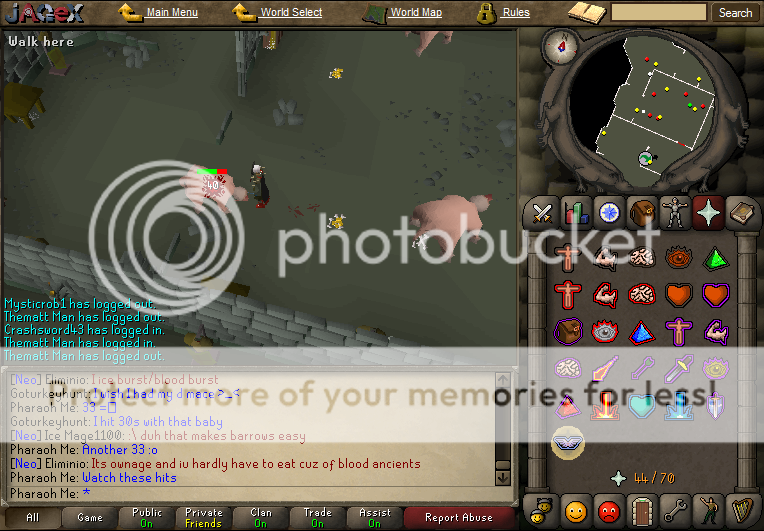 JAGEX Main Menu World Select World Map Rules Search
Walk here
40
photobucket
Mysticrob1 has logged out.
Thematt Man has logged out.
Crashsword43 has logged in.
Thematt Man has logged in.
Thematt Man has logged out.
Protect more of your memories for less!
[Neo] Eliminio: I ice burst/blood burst
Goturkeyhunt: I wish I had my d mace
Pharaoh Me: 33 =
Goturkeyhunt: I hit 30s with that baby
[Neo] Ice Mage1100: :\ duh that makes barrows easy
Pharaoh Me: Another 33 :o
[Neo] Eliminio: Its ownage and iu hardly have to eat cuz of blood ancients
Pharaoh Me: Watch these hits
Pharaoh Me: *
44/70
All Game Public On Private Friends Clan On Trade On Assist On Report Abuse